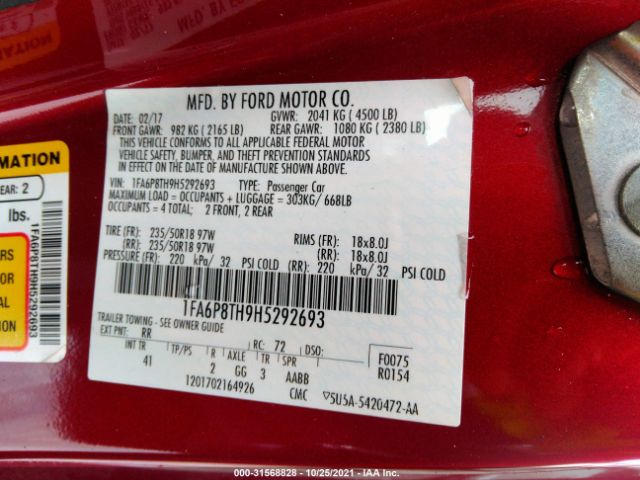 MFD. BY FORD MOTOR CO.
DATE: 02/17 GVWR: 2041 KG ( 4500 LB)
FRONT GAWR: 982 KG ( 2165 LB) REAR GAWR: 1080 KG ( 2380 LB)
THIS VEHICLE CONFORMS TO ALL APPLICABLE FEDERAL MOTOR
VEHICLE SAFETY, BUMPER, AND THEFT PREVENTION STANDARDS
IN EFFECT ON THE DATE OF MANUFACTURE SHOWN ABOVE.
VIN: 1FA6P8TH9H5292693 TYPE: Passenger Car
MAXIMUM LOAD = OCCUPANTS + LUGGAGE = 303KG/ 668LB
OCCUPANTS = 4 TOTAL; 2 FRONT, 2 REAR
TIRE (FR): 235/50R18 97W RIMS (FR): 18x8.0J
(RR): 235/50R18 97W (RR): 18x8.0J
PRESSURE (FR): 220 kPa/ 32 PSI COLD (RR): 220 kPa/ 32 PSI COLD
1FA6P8TH9H5292693
TRAILER TOWING - SEE OWNER GUIDE
EXT PNT: RR RC: 72 DSO:
INT TR TP/PS R AXLE TR SPR
41 2 GG 3 AABB
1201702164926 CMC
F0075
R0154
5U5A-5420472-AA
RMATION
EAR: 2
lbs.
1FA6P8TH9H5292693
000-31568828 - 10/25/2021 - IAA Inc.